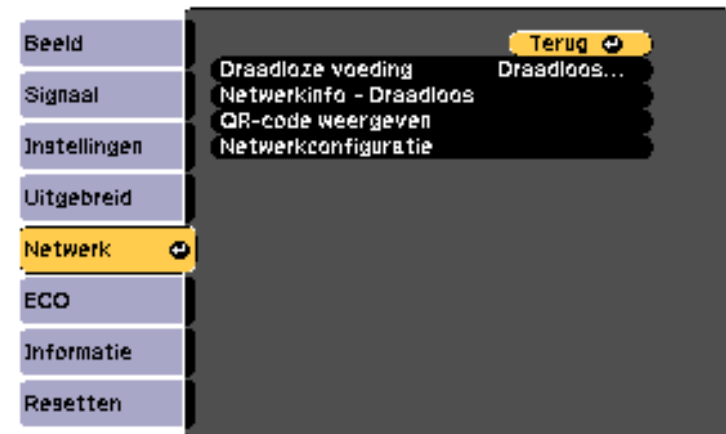 Beeld
Signaal
Instellingen
Uitgebreid
Netwerk
ECO
Informatie
Resetten
Terug
Draadloze voeding Draadloos...
Netwerkinfo - Draadloos
QR-code weergeven
Netwerkconfiguratie